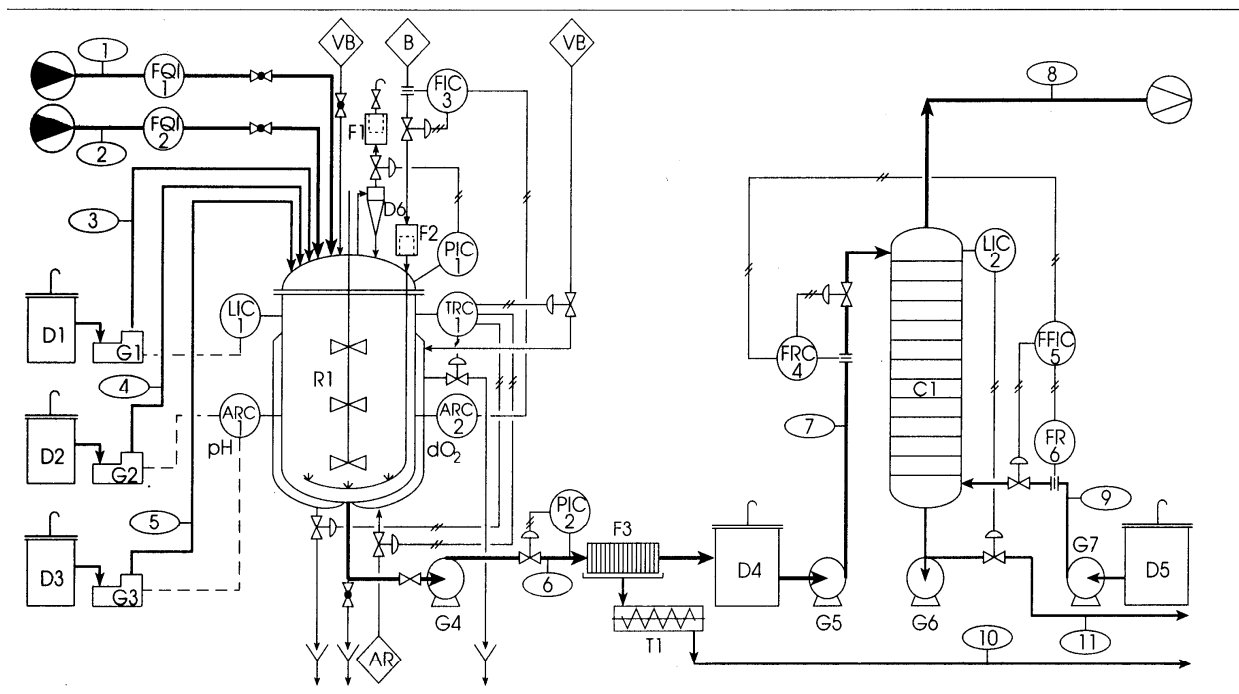 VB
B
VB
1
FQI 1
FIC 3
8
2
FQI 2
F1
3
D6
F2
PIC 1
LIC 2
D1
G1
LIC 1
TRC 1
4
R1
FRC 4
FFIC 5
C1
D2
G2
ARC 1
pH
ARC 2
dO2
7
FR 6
9
5
PIC 2
F3
D3
G3
G4
6
D4
G5
G6
G7
D5
T1
AR
10
11